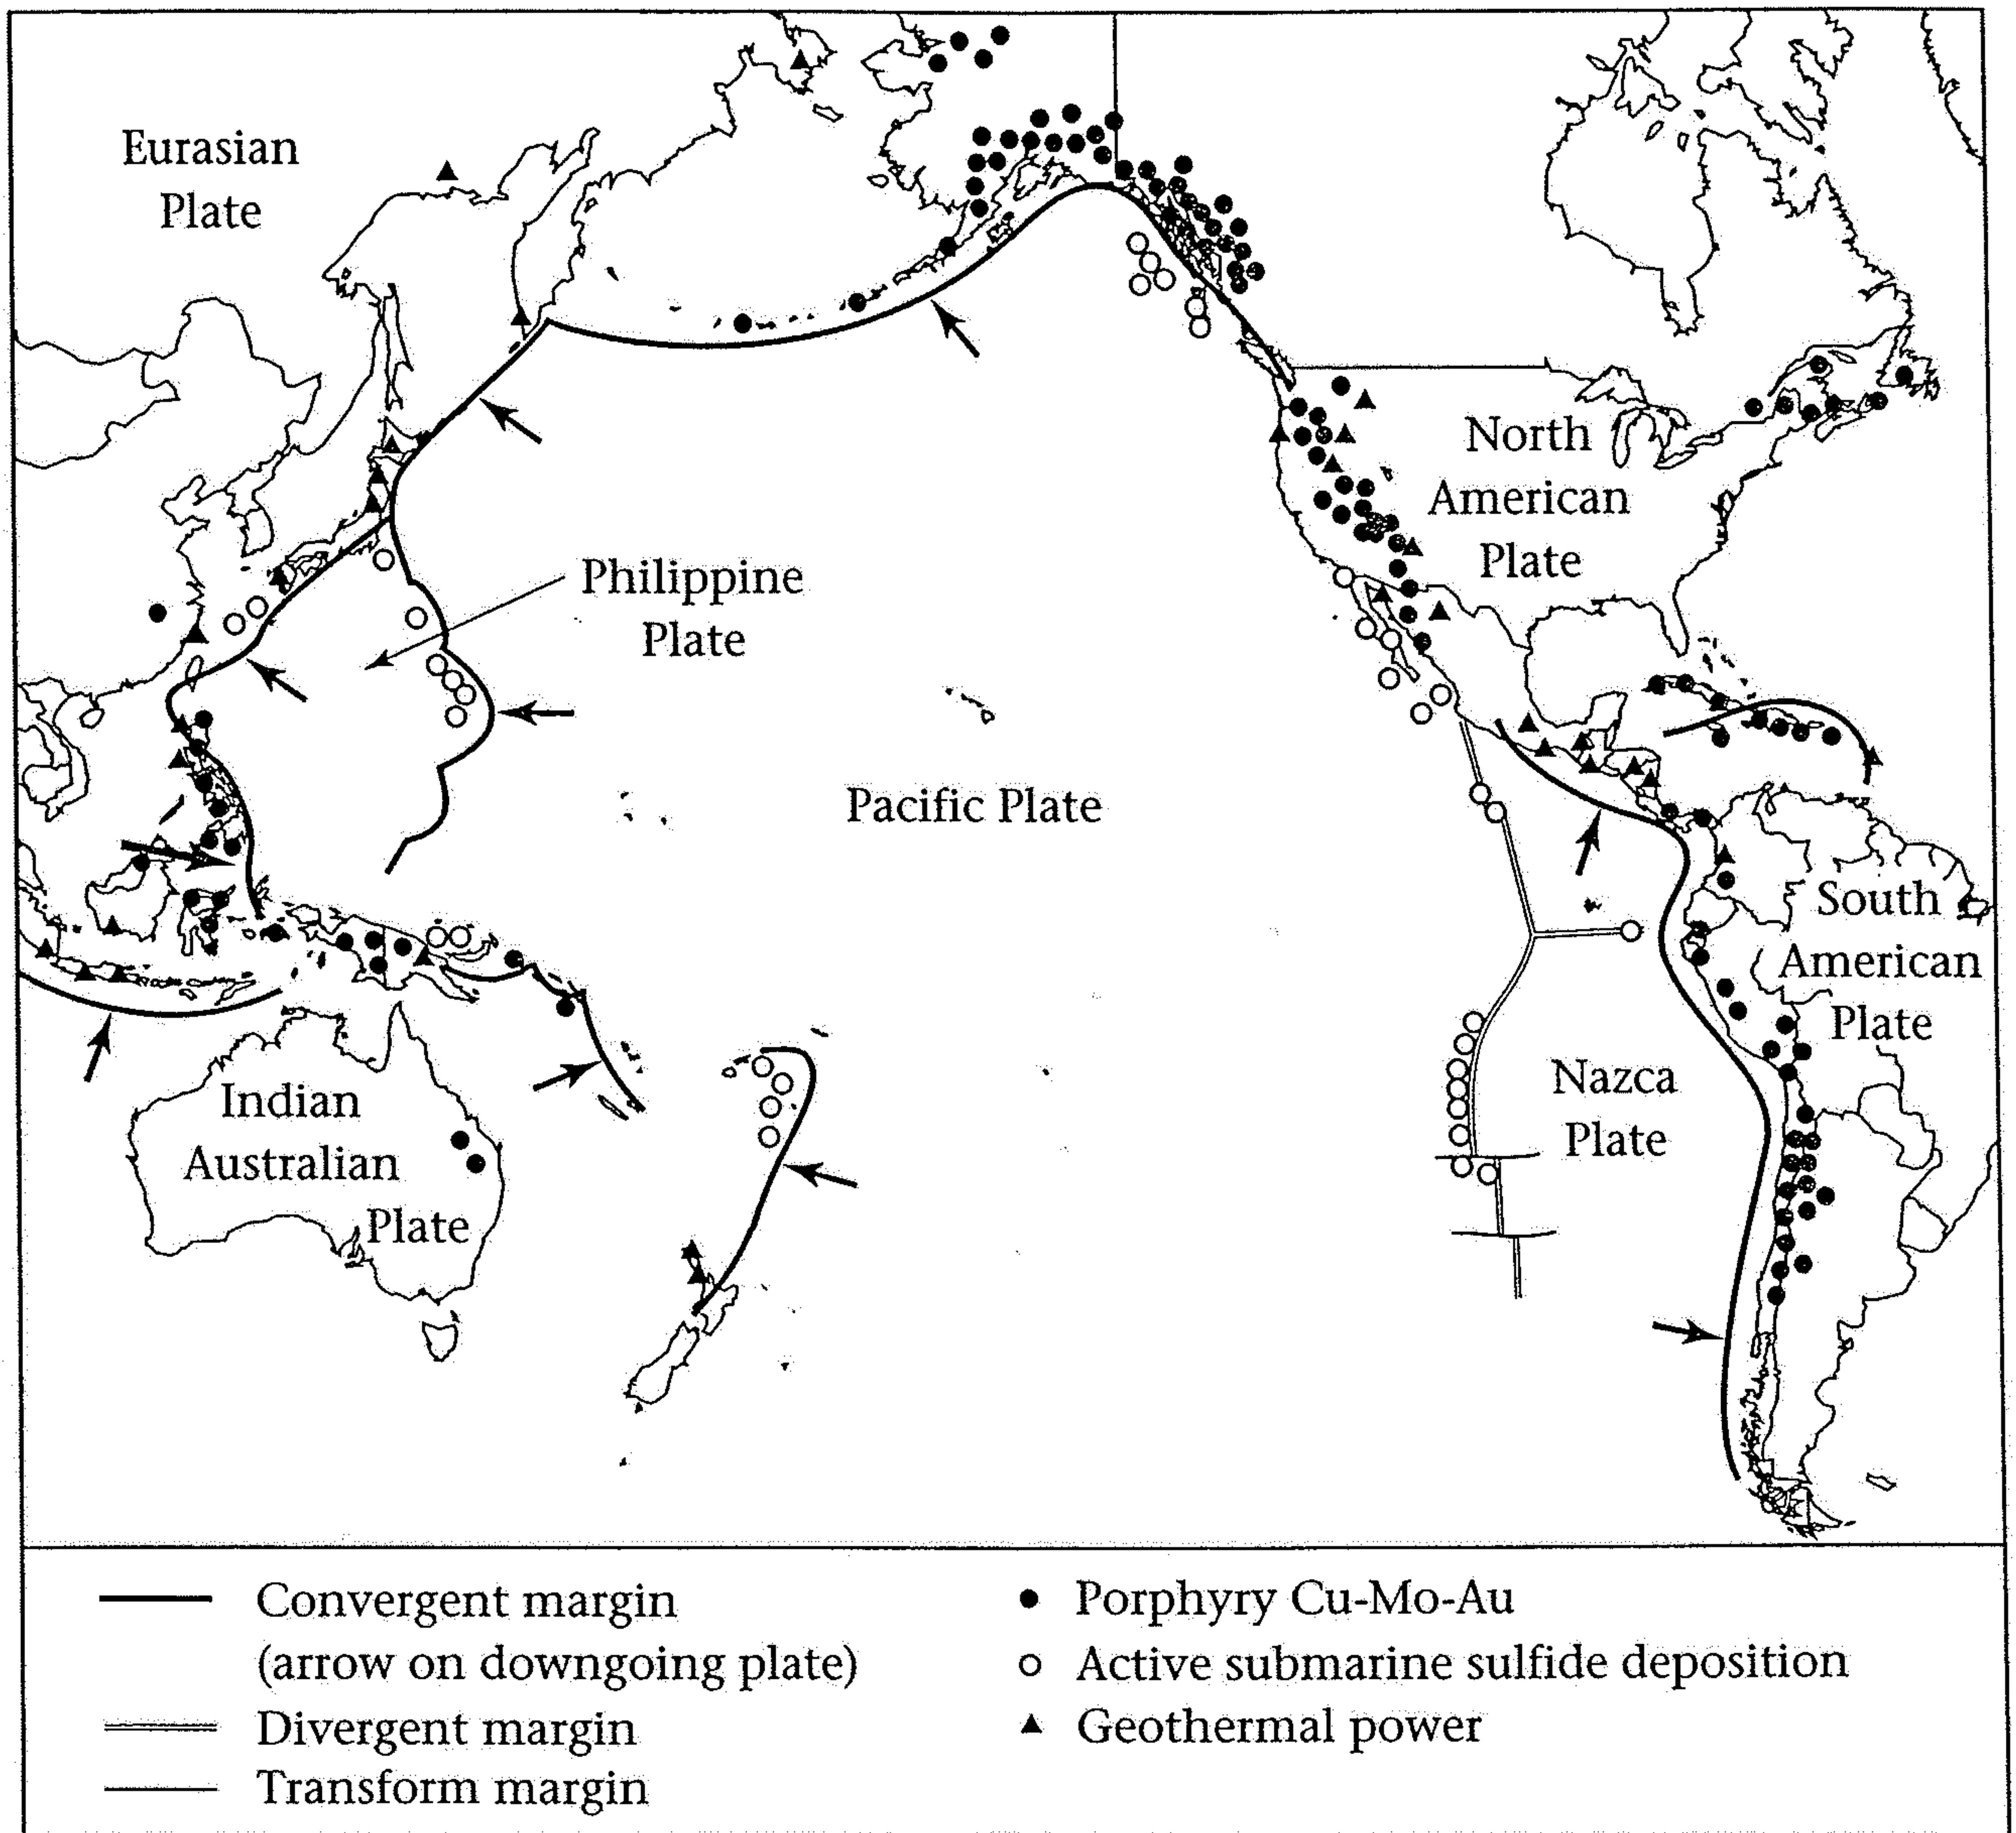 Eurasian
Plate
North
American
Plate
Philippine
Plate
Pacific Plate
South
American
Plate
Nazca
Plate
Indian
Australian
Plate
Convergent margin
(arrow on downgoing plate)
Divergent margin
Transform margin
Porphyry Cu-Mo-Au
Active submarine sulfide deposition
Geothermal power